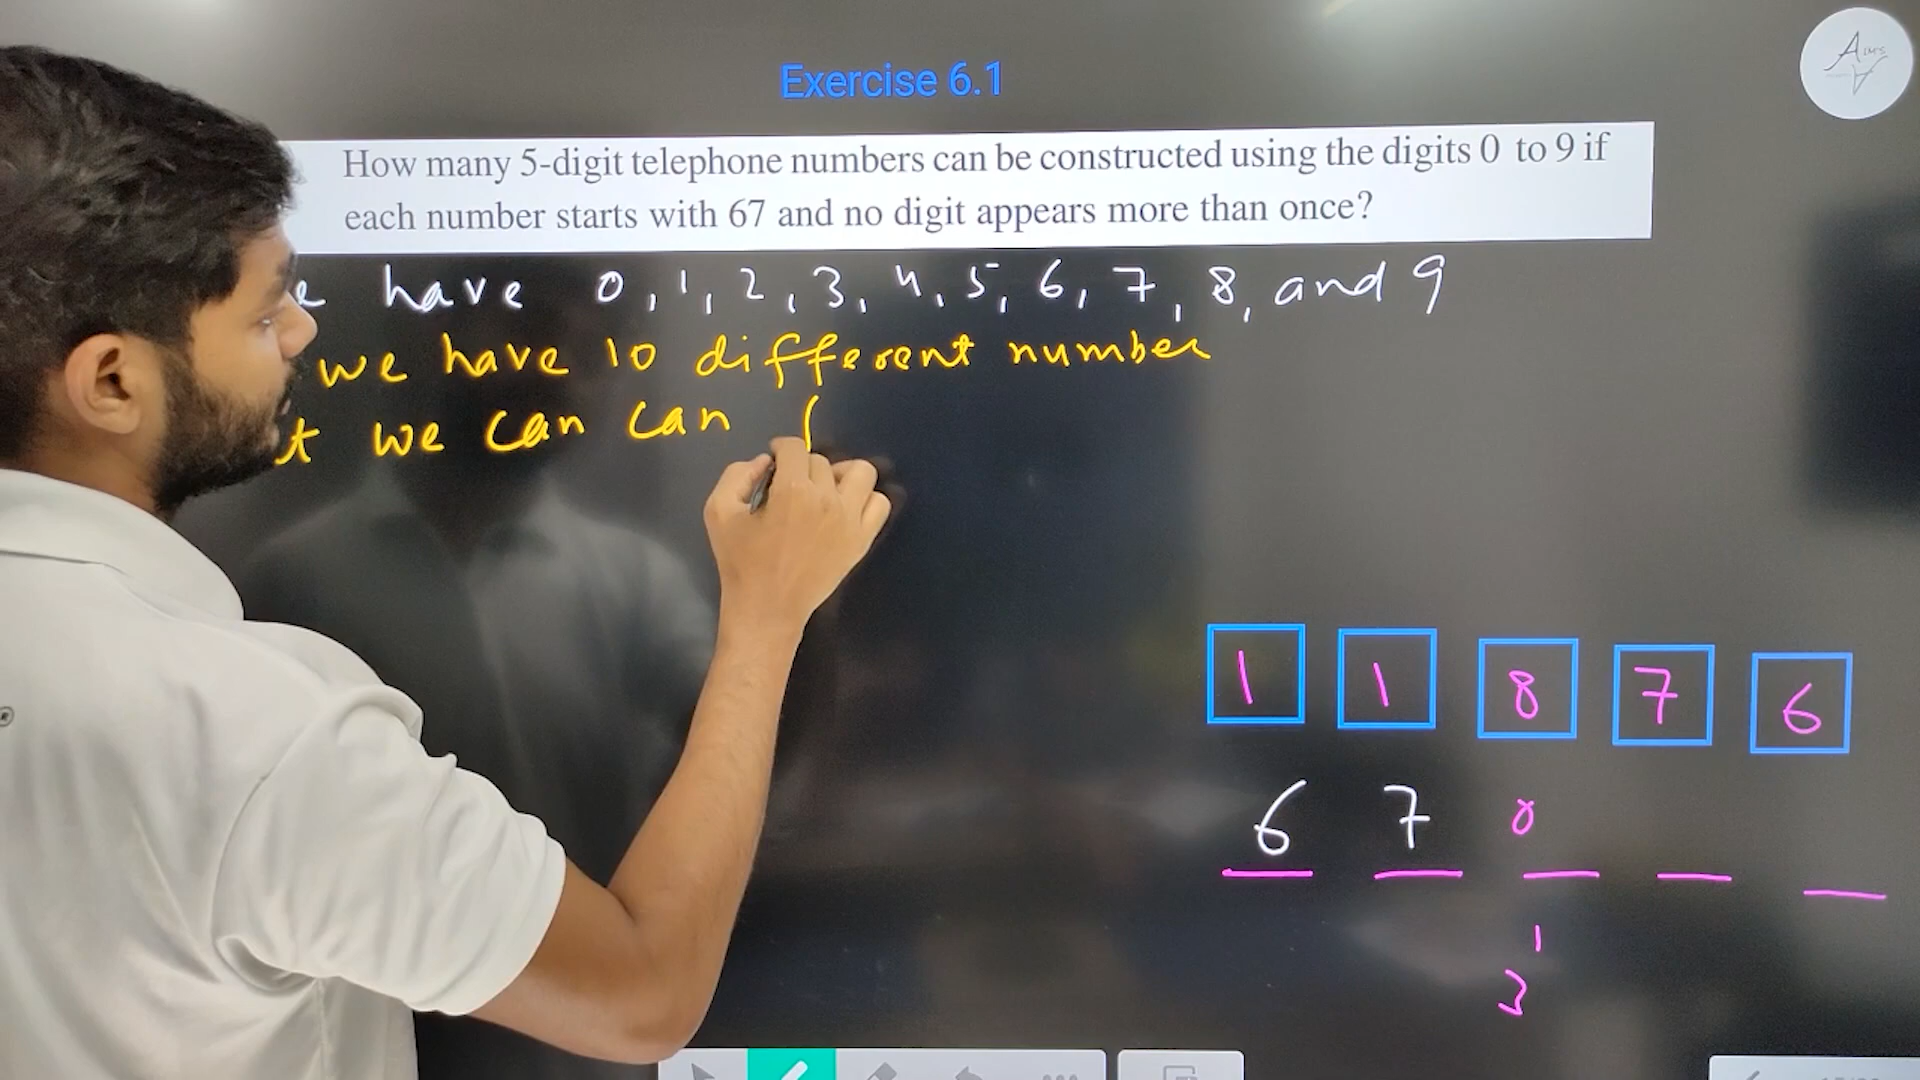 Aims
Exercise 6.1
How many 5-digit telephone numbers can be constructed using the digits 0 to 9 if
each number starts with 67 and no digit appears more than once?
have 0, 1, 2, 3, 4, 5, 6, 7, 8, and 9
we have 10 different number
we can can
1 1 8 7 6
6 7 0
1
3
®